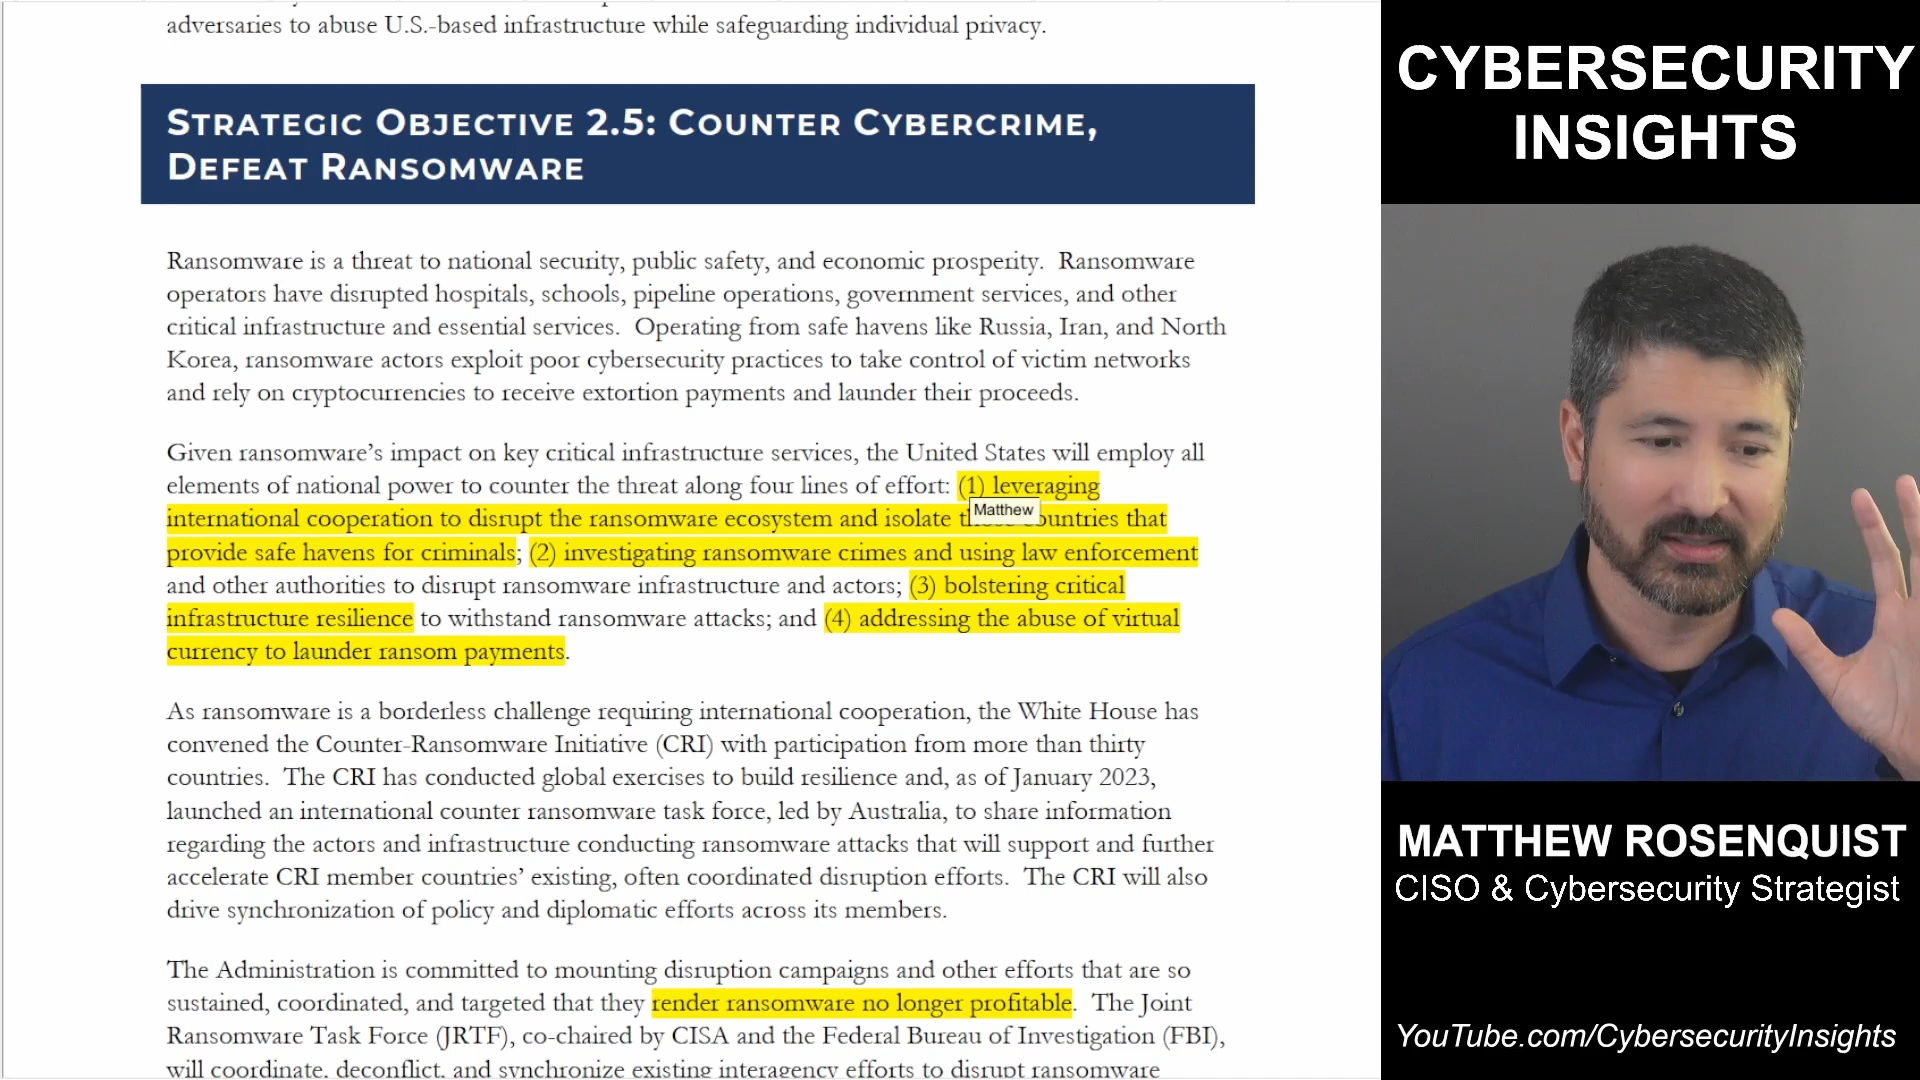 adversaries to abuse U.S.-based infrastructure while safeguarding individual privacy.
STRATEGIC OBJECTIVE 2.5: COUNTER CYBERCRIME,
DEFEAT RANSOMWARE
Ransomware is a threat to national security, public safety, and economic prosperity. Ransomware
operators have disrupted hospitals, schools, pipeline operations, government services, and other
critical infrastructure and essential services. Operating from safe havens like Russia, Iran, and North
Korea, ransomware actors exploit poor cybersecurity practices to take control of victim networks
and rely on cryptocurrencies to receive extortion payments and launder their proceeds.
Given ransomware's impact on key critical infrastructure services, the United States will employ all
elements of national power to counter the threat along four lines of effort: (1) leveraging
international cooperation to disrupt the ransomware ecosystem and isolate countries that
Matthew
provide safe havens for criminals; (2) investigating ransomware crimes and using law enforcement
and other authorities to disrupt ransomware infrastructure and actors; (3) bolstering critical
infrastructure resilience to withstand ransomware attacks; and (4) addressing the abuse of virtual
currency to launder ransom payments.
As ransomware is a borderless challenge requiring international cooperation, the White House has
convened the Counter-Ransomware Initiative (CRI) with participation from more than thirty
countries. The CRI has conducted global exercises to build resilience and, as of January 2023,
launched an international counter ransomware task force, led by Australia, to share information
regarding the actors and infrastructure conducting ransomware attacks that will support and further
accelerate CRI member countries' existing, often coordinated disruption efforts. The CRI will also
drive synchronization of policy and diplomatic efforts across its members.
The Administration is committed to mounting disruption campaigns and other efforts that are so
sustained, coordinated, and targeted that they render ransomware no longer profitable. The Joint
Ransomware Task Force (JRTF), co-chaired by CISA and the Federal Bureau of Investigation (FBI),
will coordinate, deconflict, and synchronize existing interagency efforts to disrupt ransomware
CYBERSECURITY
INSIGHTS
MATTHEW ROSENQUIST
CISO & Cybersecurity Strategist
YouTube.com/CybersecurityInsights